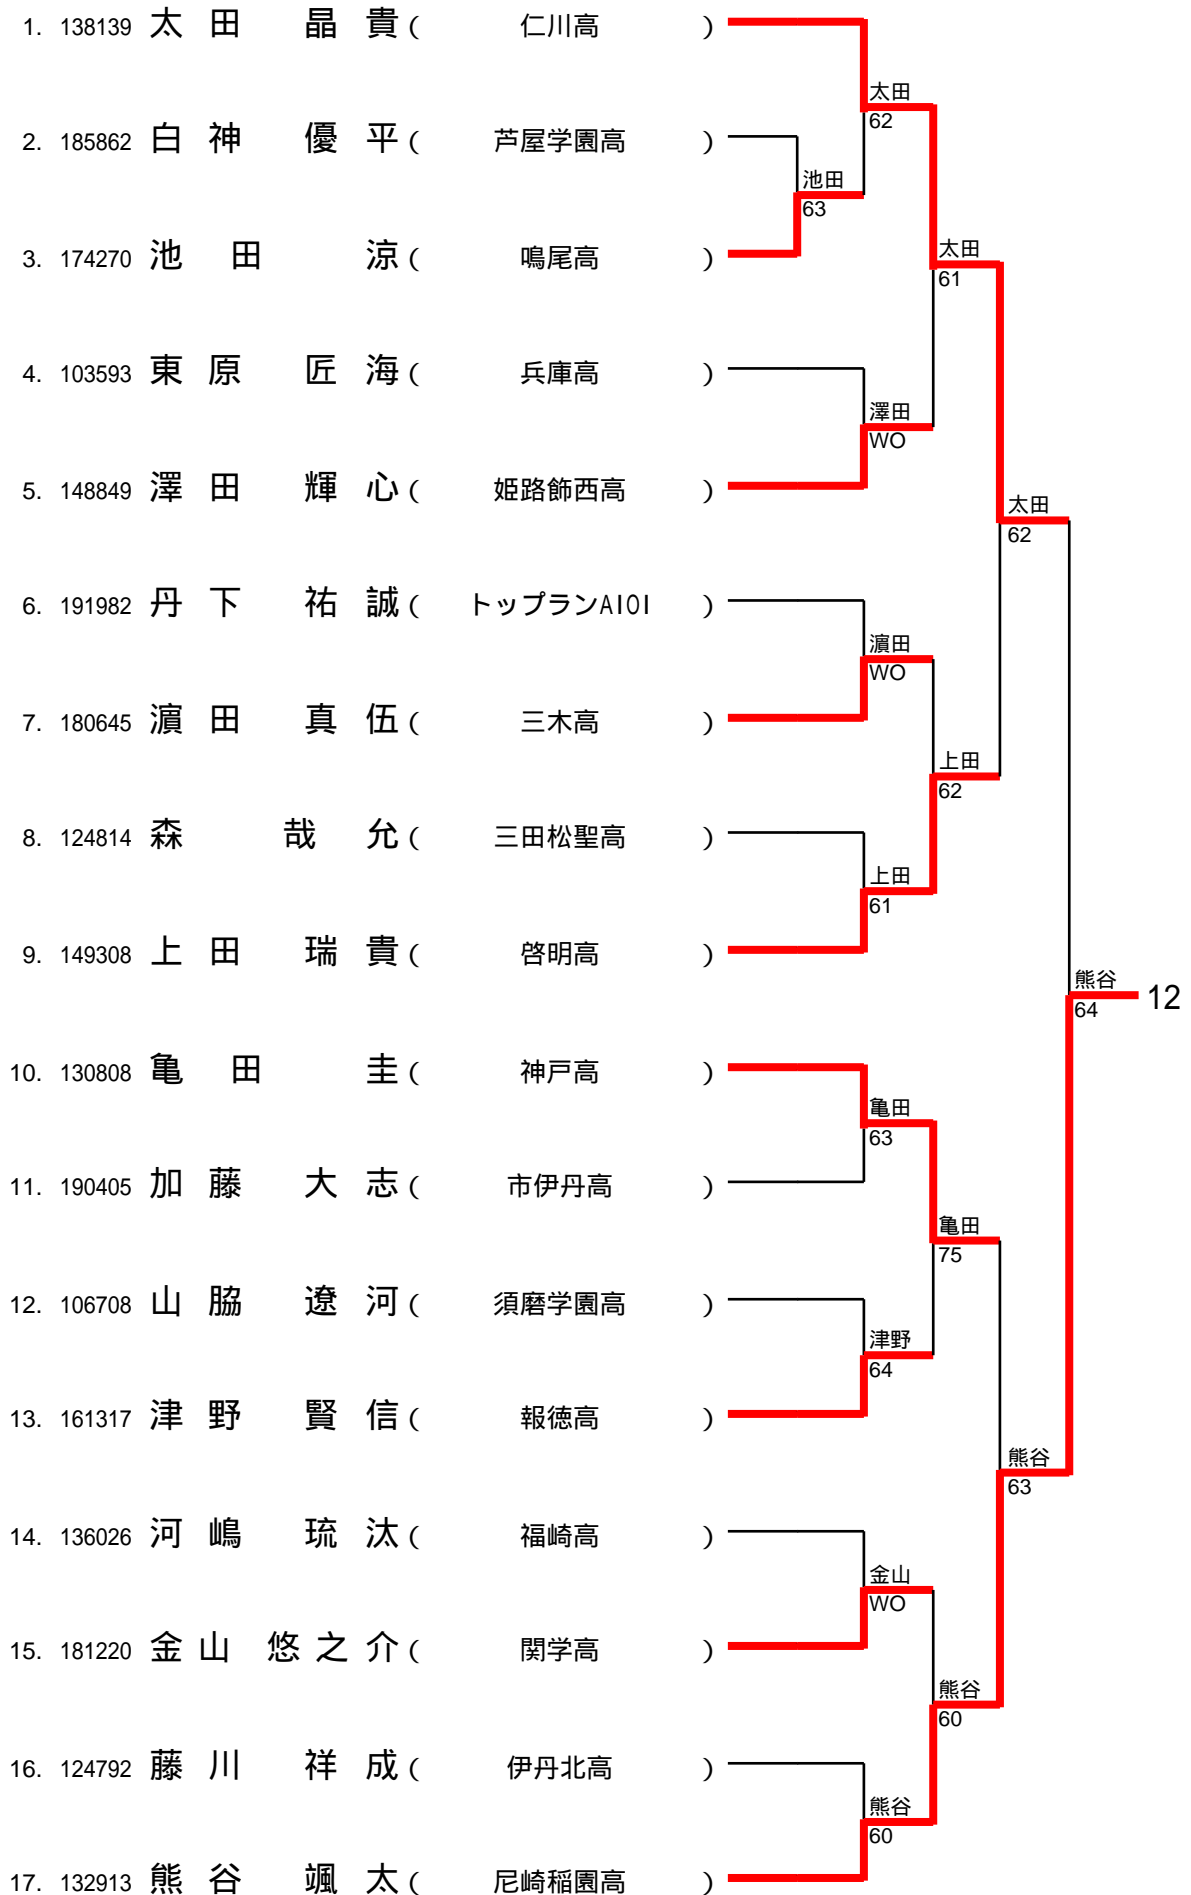 1. 138139 太田 晶貴 ( 仁川高 )
太田
62
2. 185862 白神 優平 ( 芦屋学園高 )
池田
63
3. 174270 池田 涼 ( 鳴尾高 )
太田
61
4. 103593 東原 匠海 ( 兵庫高 )
澤田
WO
5. 148849 澤田 輝心 ( 姫路飾西高 )
太田
62
6. 191982 丹下 祐誠 ( トップランAIOI )
濵田
WO
7. 180645 濵田 真伍 ( 三木高 )
上田
62
8. 124814 森 哉允 ( 三田松聖高 )
上田
61
9. 149308 上田 瑞貴 ( 啓明高 )
熊谷
64
12
10. 130808 亀田 圭 ( 神戸高 )
亀田
63
11. 190405 加藤 大志 ( 市伊丹高 )
亀田
75
12. 106708 山脇 遼河 ( 須磨学園高 )
津野
64
13. 161317 津野 賢信 ( 報徳高 )
熊谷
63
14. 136026 河嶋 琉汰 ( 福崎高 )
金山
WO
15. 181220 金山 悠之介 ( 関学高 )
熊谷
60
16. 124792 藤川 祥成 ( 伊丹北高 )
熊谷
60
17. 132913 熊谷 颯太 ( 尼崎稲園高 )